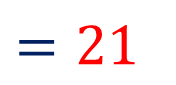 = 21